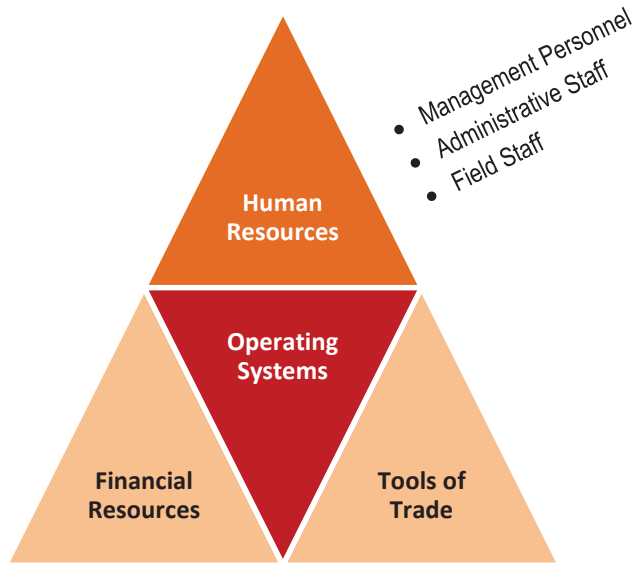 • Management Personnel
• Administrative Staff
• Field Staff
Human
Resources
Operating
Systems
Financial
Resources
Tools of
Trade